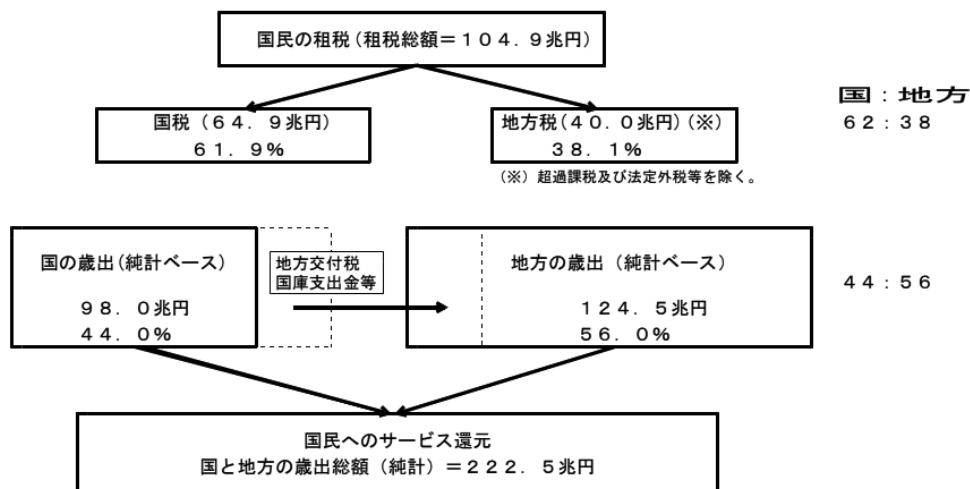 国民の租税(租税総額＝１０４．９兆円)
国税（６４．９兆円）
６１．９％
地方税(４０．０兆円)(※)
３８．１％
(※）超過課税及び法定外税等を除く。
国：地方
６２：３８
国の歳出(純計ベース)
９８．０兆円
４４．０％
地方交付税
国庫支出金等
地方の歳出（純計ベース）
１２４．５兆円
５６．０％
４４：５６
国民へのサービス還元
国と地方の歳出総額（純計）＝２２２．５兆円